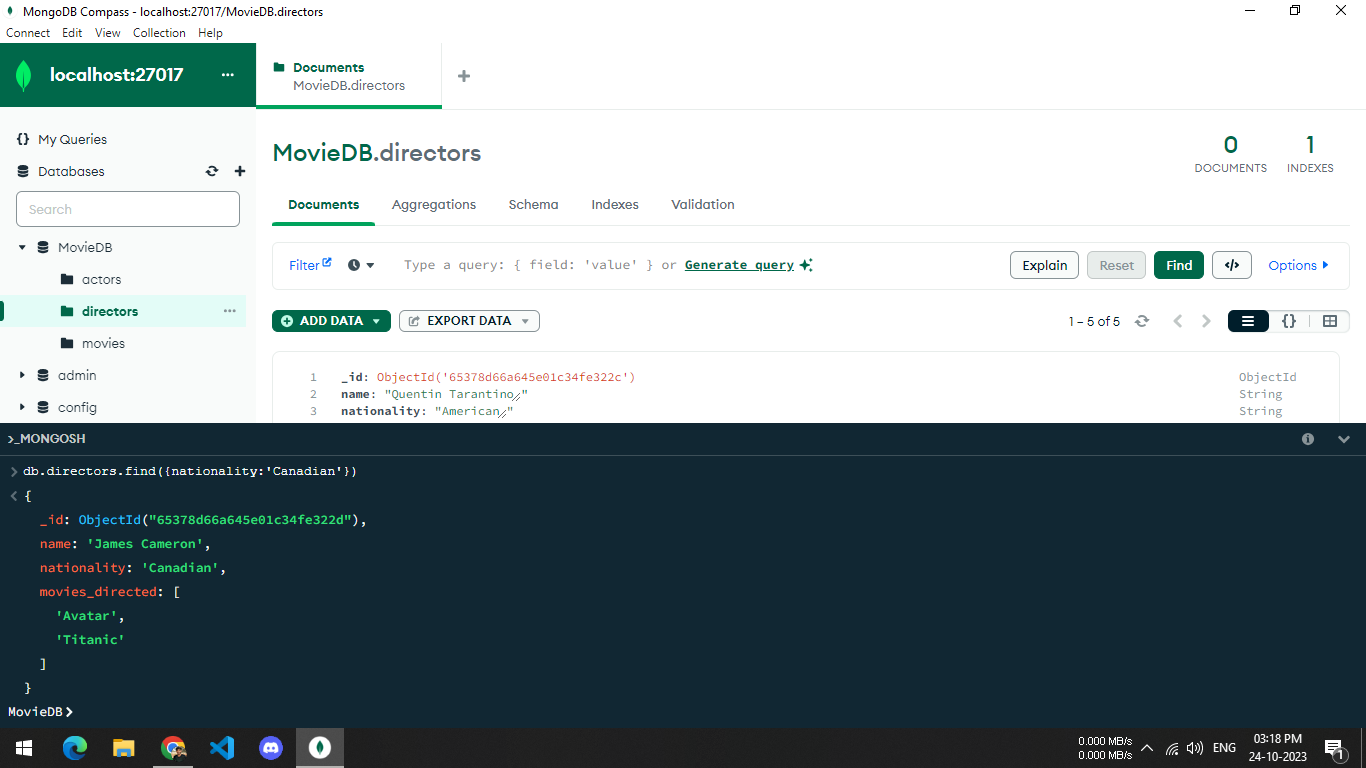 MongoDB Compass - localhost:27017/MovieDB.directors
Connect Edit View Collection Help
localhost:27017 ...
Documents
MovieDB.directors
{} My Queries
Databases
Search
MovieDB
actors
directors
movies
admin
config
MovieDB.directors
0
DOCUMENTS
1
INDEXES
Documents Aggregations Schema Indexes Validation
Filter Type a query: { field: 'value' } or Generate query Explain Reset Find </> Options
ADD DATA EXPORT DATA 1 – 5 of 5 {}
1 _id: ObjectId('65378d66a645e01c34fe322c') ObjectId
2 name: "Quentin Tarantino" String
3 nationality: "American" String
>_MONGOSH
> db.directors.find({nationality:'Canadian'})
< {
_id: ObjectId("65378d66a645e01c34fe322d"),
name: 'James Cameron',
nationality: 'Canadian',
movies_directed: [
'Avatar',
'Titanic'
]
}
MovieDB>
0.000 MB/s
0.000 MB/s
ENG
03:18 PM
24-10-2023
1